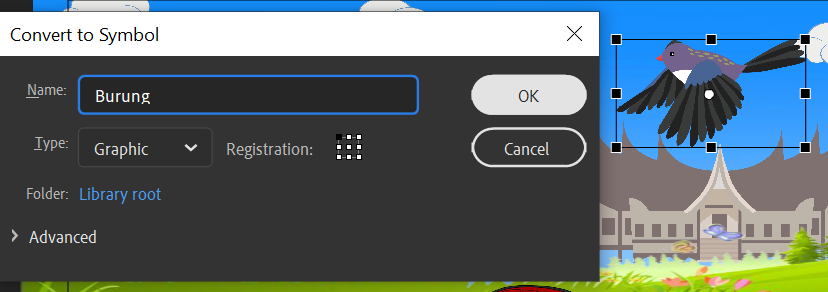 Convert to Symbol
Name:
Burung
OK
Type:
Graphic
Registration:
Cancel
Folder:
Library root
Advanced